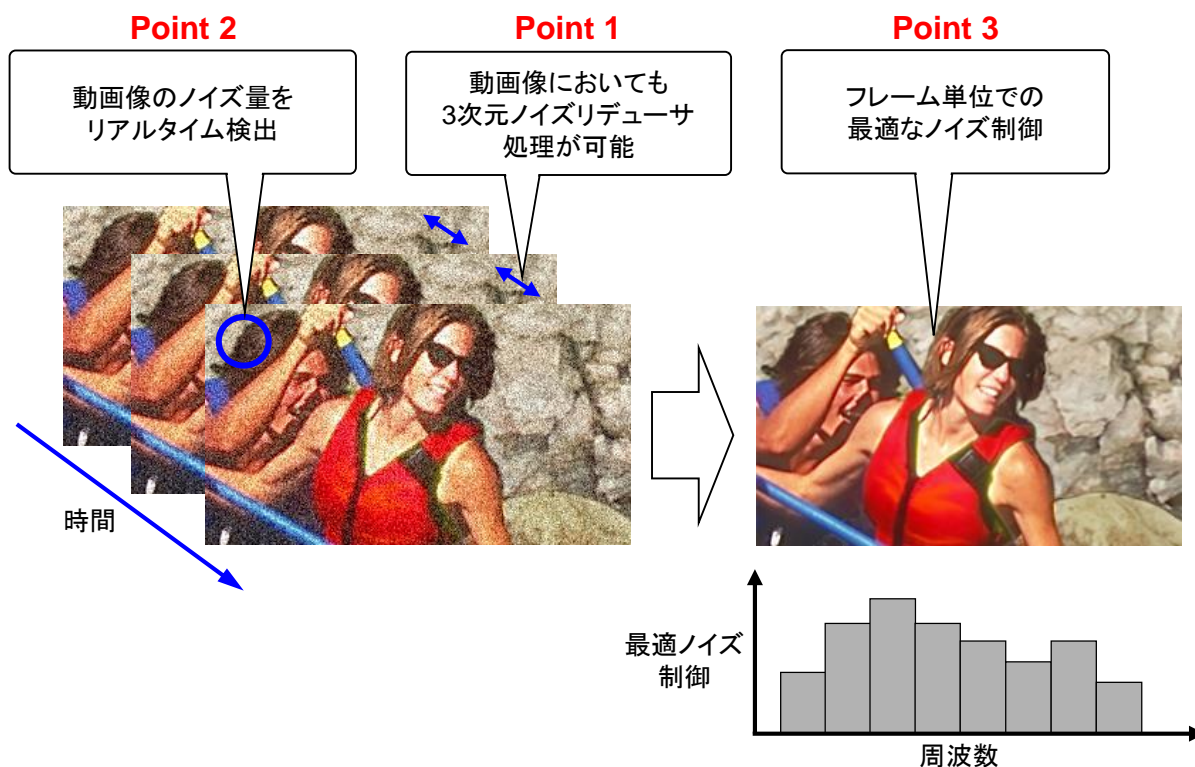 Point 2
動画像のノイズ量を
リアルタイム検出
Point 1
動画像においても
3次元ノイズリデューサ
処理が可能
Point 3
フレーム単位での
最適なノイズ制御
時間
最適ノイズ
制御
周波数